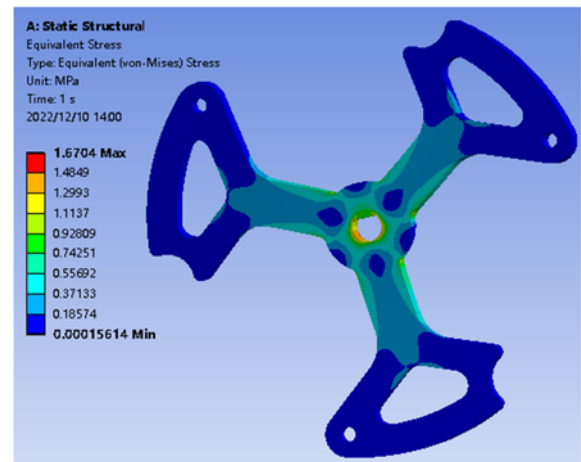 A: Static Structural
Equivalent Stress
Type: Equivalent (von-Mises) Stress
Unit: MPa
Time: 1 s
2022/12/10 14:00
1.6704 Max
1.4849
1.2993
1.1137
0.92809
0.74251
0.55692
0.37133
0.18574
0.00015614 Min